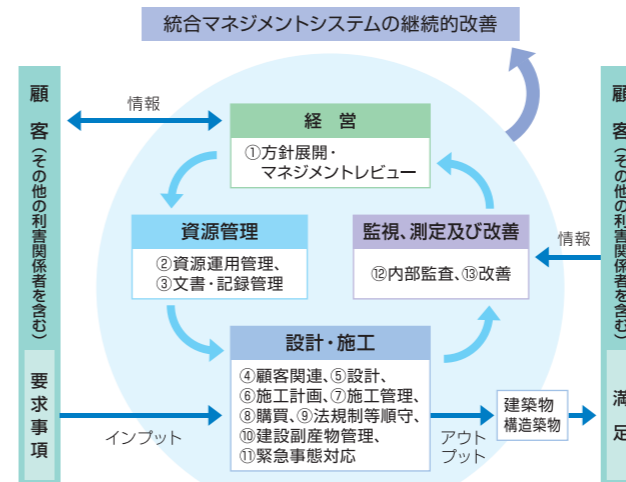 統合マネジメントシステムの継続的改善
顧客(その他の利害関係者を含む)
要求事項
情報
経 営
①方針展開・
マネジメントレビュー
資源管理
②資源運用管理、
③文書・記録管理
監視、測定及び改善
⑫内部監査、⑬改善
設計・施工
④顧客関連、⑤設計、
⑥施工計画、⑦施工管理、
⑧購買、⑨法規制等順守、
⑩建設副産物管理、
⑪緊急事態対応
インプット
アウト
プット
建築物
構造築物
情報
顧客(その他の利害関係者を含む)
満足